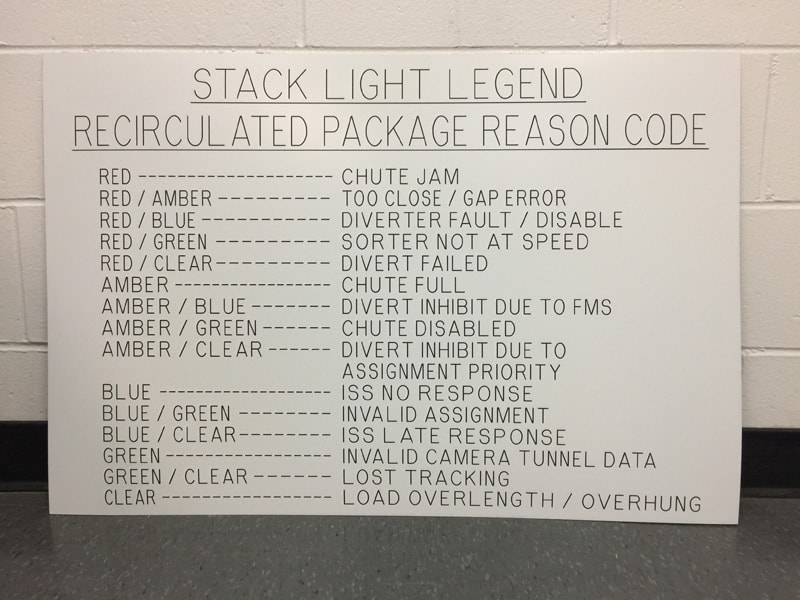 STACK LIGHT LEGEND
RECIRCULATED PACKAGE REASON CODE
RED -------------------- CHUTE JAM
RED / AMBER --------- TOO CLOSE / GAP ERROR
RED / BLUE ----------- DIVERTER FAULT / DISABLE
RED / GREEN --------- SORTER NOT AT SPEED
RED / CLEAR --------- DIVERT FAILED
AMBER ---------------- CHUTE FULL
AMBER / BLUE ------- DIVERT INHIBIT DUE TO FMS
AMBER / GREEN ------ CHUTE DISABLED
AMBER / CLEAR ------ DIVERT INHIBIT DUE TO
ASSIGNMENT PRIORITY
BLUE ------------------ ISS NO RESPONSE
BLUE / GREEN -------- INVALID ASSIGNMENT
BLUE / CLEAR -------- ISS LATE RESPONSE
GREEN ---------------- INVALID CAMERA TUNNEL DATA
GREEN / CLEAR ------- LOST TRACKING
CLEAR ----------------- LOAD OVERLENGTH / OVERHUNG